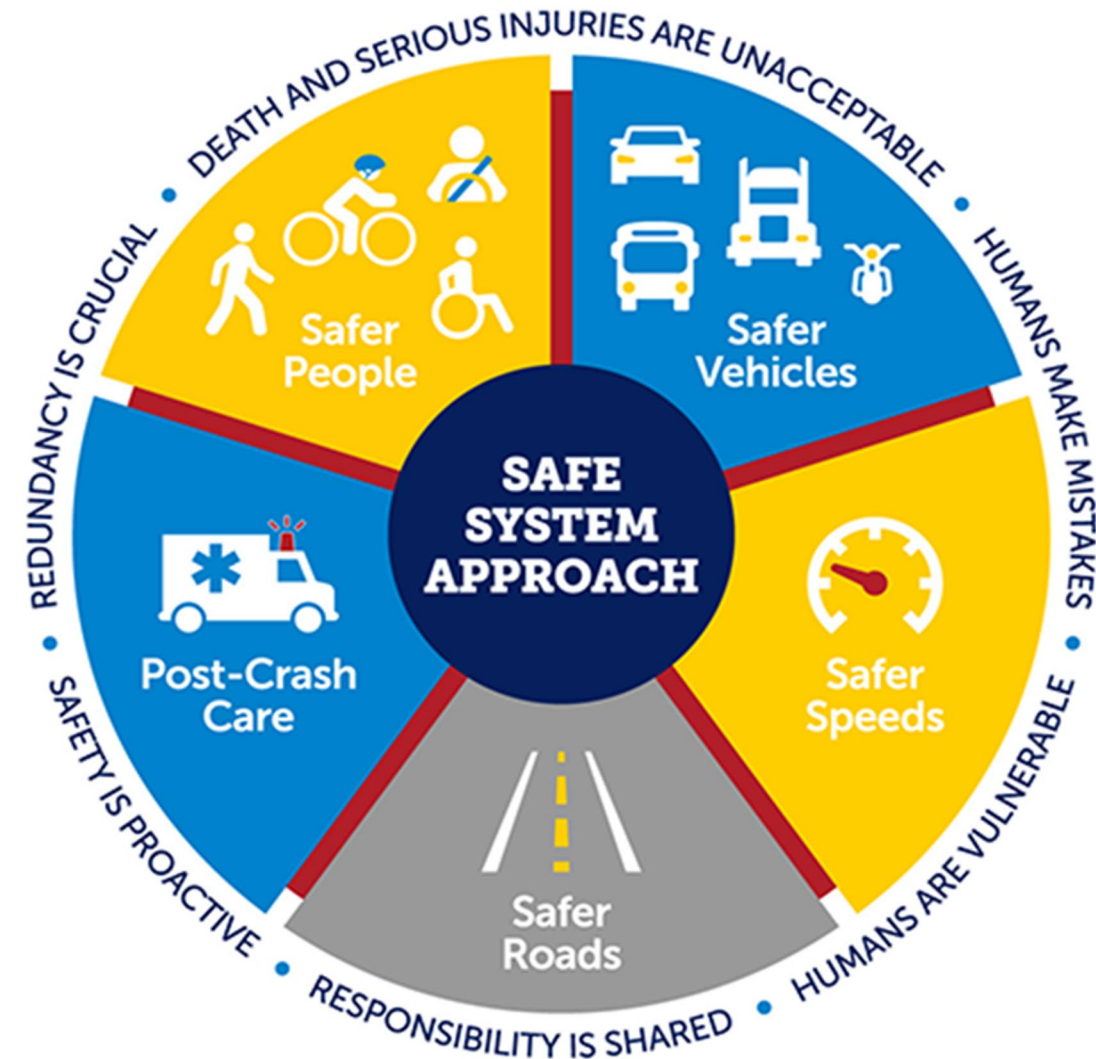 DEATH AND SERIOUS INJURIES ARE UNACCEPTABLE
HUMANS MAKE MISTAKES
HUMANS ARE VULNERABLE
RESPONSIBILITY IS SHARED
SAFETY IS PROACTIVE
REDUNDANCY IS CRUCIAL
Safer
People
Safer
Vehicles
SAFE
SYSTEM
APPROACH
Post-Crash
Care
Safer
Speeds
Safer
Roads